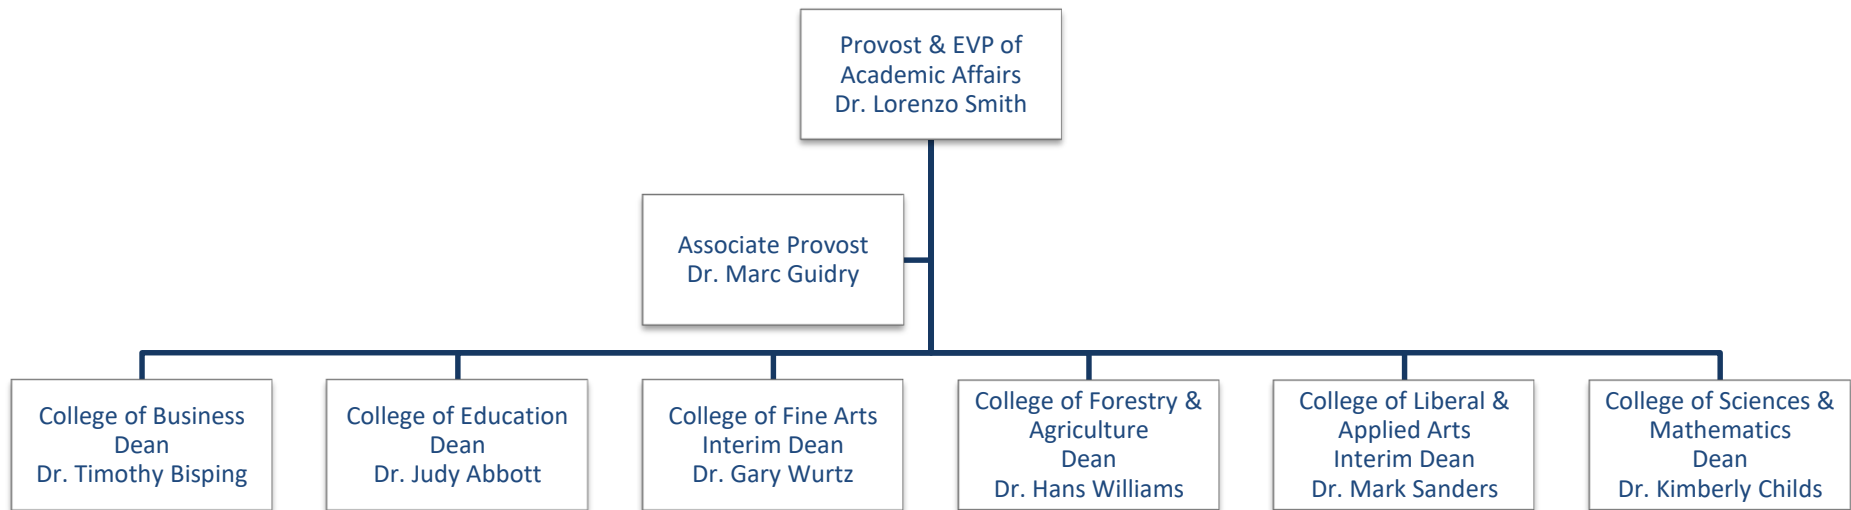 Provost & EVP of
Academic Affairs
Dr. Lorenzo Smith
Associate Provost
Dr. Marc Guidry
College of Business
Dean
Dr. Timothy Bisping
College of Education
Dean
Dr. Judy Abbott
College of Fine Arts
Interim Dean
Dr. Gary Wurtz
College of Forestry &
Agriculture
Dean
Dr. Hans Williams
College of Liberal &
Applied Arts
Interim Dean
Dr. Mark Sanders
College of Sciences &
Mathematics
Dean
Dr. Kimberly Childs